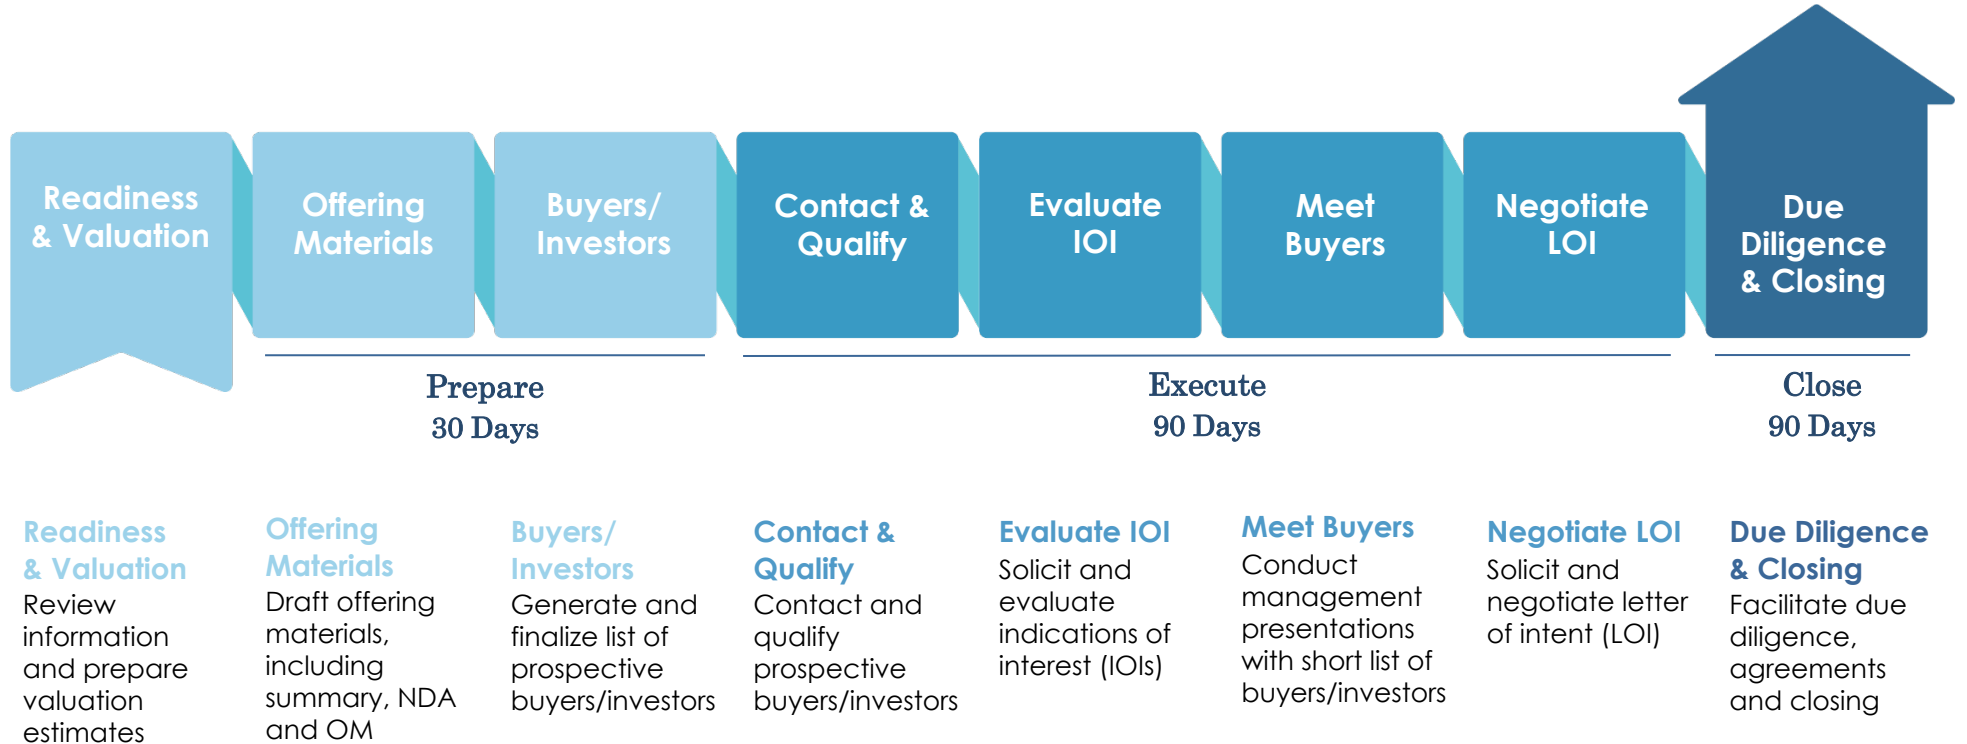 Readiness
& Valuation
Offering
Materials
Buyers/
Investors
Contact &
Qualify
Evaluate
IOI
Meet
Buyers
Negotiate
LOI
Due
Diligence
& Closing
Prepare
30 Days
Execute
90 Days
Close
90 Days
Readiness
& Valuation
Review
information
and prepare
valuation
estimates
Offering
Materials
Draft offering
materials,
including
summary, NDA
and OM
Buyers/
Investors
Generate and
finalize list of
prospective
buyers/investors
Contact &
Qualify
Contact and
qualify
prospective
buyers/investors
Evaluate IOI
Solicit and
evaluate
indications of
interest (IOIs)
Meet Buyers
Conduct
management
presentations
with short list of
buyers/investors
Negotiate LOI
Solicit and
negotiate letter
of intent (LOI)
Due Diligence
& Closing
Facilitate due
diligence,
agreements
and closing